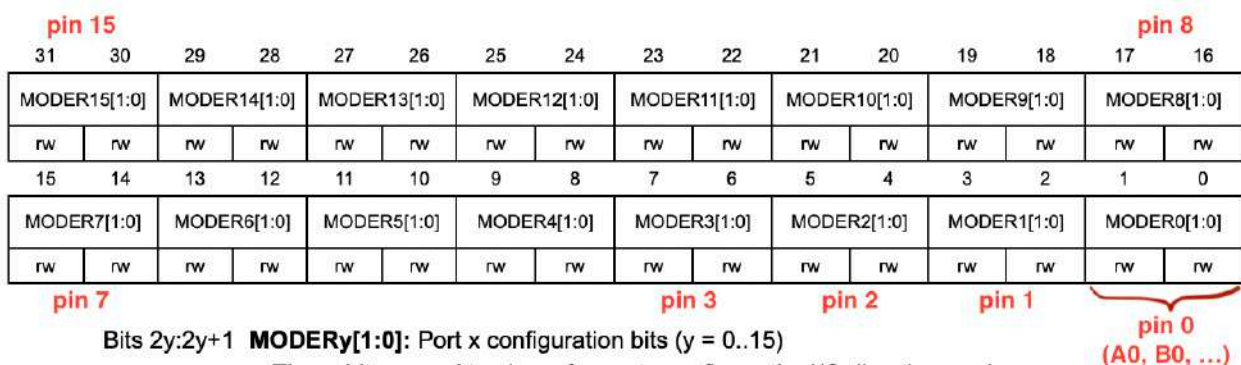 pin 15 pin 8
31 30 29 28 27 26 25 24 23 22 21 20 19 18 17 16
MODER15[1:0] MODER14[1:0] MODER13[1:0] MODER12[1:0] MODER11[1:0] MODER10[1:0] MODER9[1:0] MODER8[1:0]
rw rw rw rw rw rw rw rw rw rw rw rw rw rw rw rw
15 14 13 12 11 10 9 8 7 6 5 4 3 2 1 0
MODER7[1:0] MODER6[1:0] MODER5[1:0] MODER4[1:0] MODER3[1:0] MODER2[1:0] MODER1[1:0] MODER0[1:0]
rw rw rw rw rw rw rw rw rw rw rw rw rw rw rw rw
pin 7 pin 3 pin 2 pin 1
pin 0
Bits 2y:2y+1 MODERy[1:0]: Port x configuration bits (y = 0..15)
(A0, B0, ...)